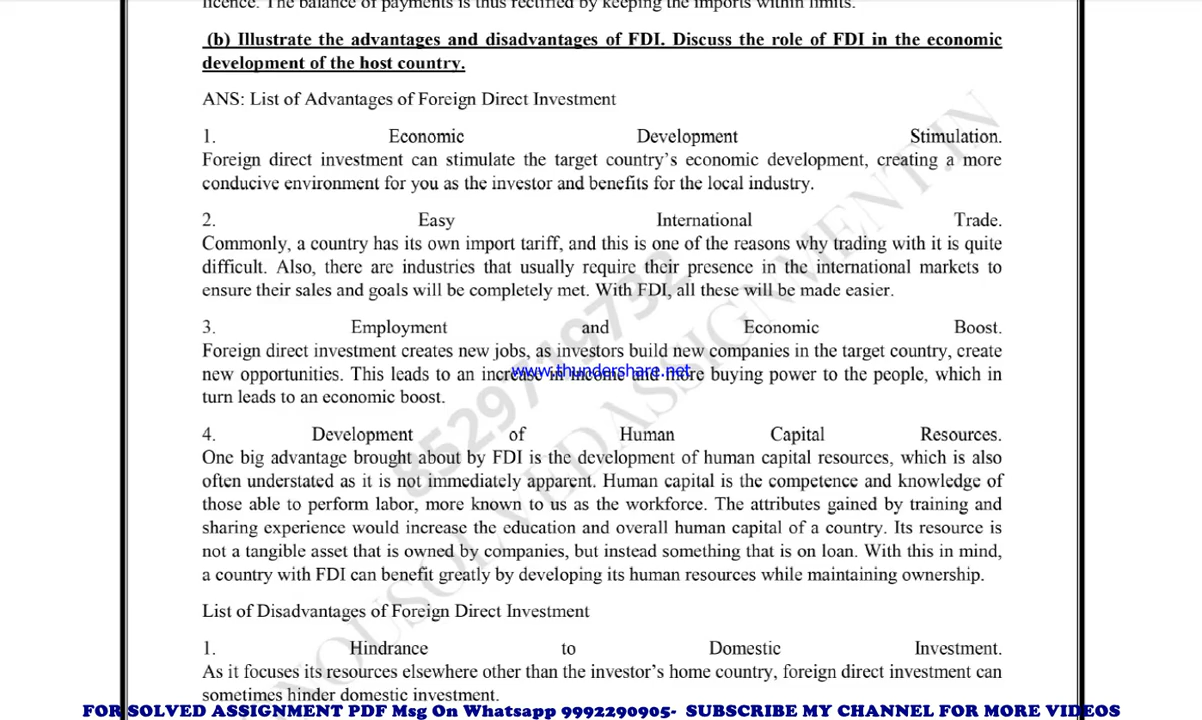 licence. The balance of payments is thus rectified by keeping the imports within limits.
(b) Illustrate the advantages and disadvantages of FDI. Discuss the role of FDI in the economic
development of the host country.
ANS: List of Advantages of Foreign Direct Investment
1. Economic Development Stimulation.
Foreign direct investment can stimulate the target country's economic development, creating a more
conducive environment for you as the investor and benefits for the local industry.
2. Easy International Trade.
Commonly, a country has its own import tariff, and this is one of the reasons why trading with it is quite
difficult. Also, there are industries that usually require their presence in the international markets to
ensure their sales and goals will be completely met. With FDI, all these will be made easier.
3. Employment and Economic Boost.
Foreign direct investment creates new jobs, as investors build new companies in the target country, create
new opportunities. This leads to an increase in income and more buying power to the people, which in
www.thundershare.net
turn leads to an economic boost.
4. Development of Human Capital Resources.
One big advantage brought about by FDI is the development of human capital resources, which is also
often understated as it is not immediately apparent. Human capital is the competence and knowledge of
those able to perform labor, more known to us as the workforce. The attributes gained by training and
sharing experience would increase the education and overall human capital of a country. Its resource is
not a tangible asset that is owned by companies, but instead something that is on loan. With this in mind,
a country with FDI can benefit greatly by developing its human resources while maintaining ownership.
List of Disadvantages of Foreign Direct Investment
1. Hindrance to Domestic Investment.
As it focuses its resources elsewhere other than the investor's home country, foreign direct investment can
sometimes hinder domestic investment.
8529719732
NOUSOLVEDASSIGNMENT.IN
FOR SOLVED ASSIGNMENT PDF Msg On Whatsapp 9992290905- SUBSCRIBE MY CHANNEL FOR MORE VIDEOS